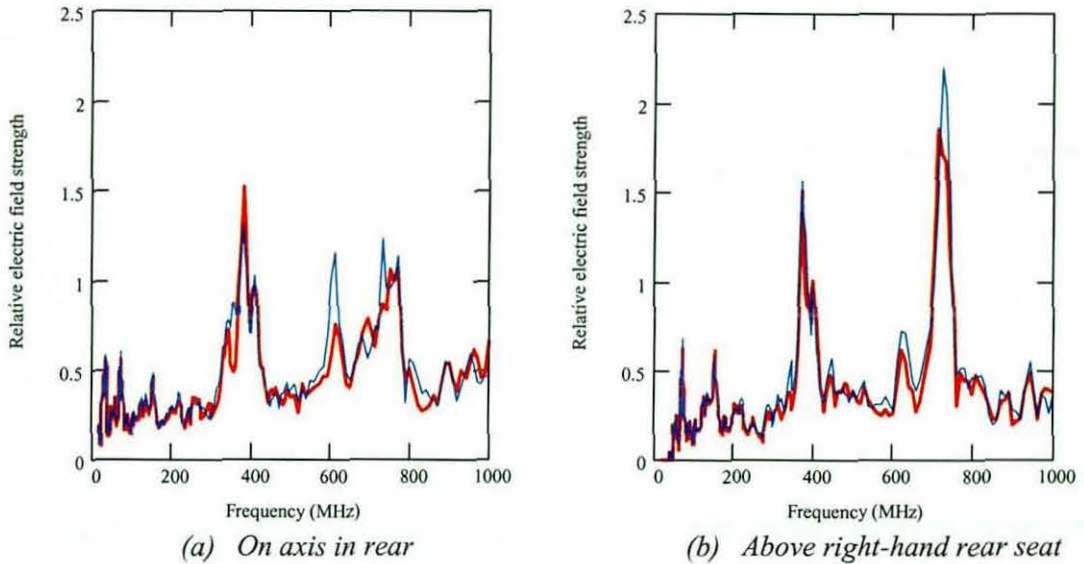 2.5
2
1.5
1
0.5
0
Relative electric field strength
0 200 400 600 800 1000
Frequency (MHz)
(a) On axis in rear
2.5
2
1.5
1
0.5
0
Relative electric field strength
0 200 400 600 800 1000
Frequency (MHz)
(b) Above right-hand rear seat